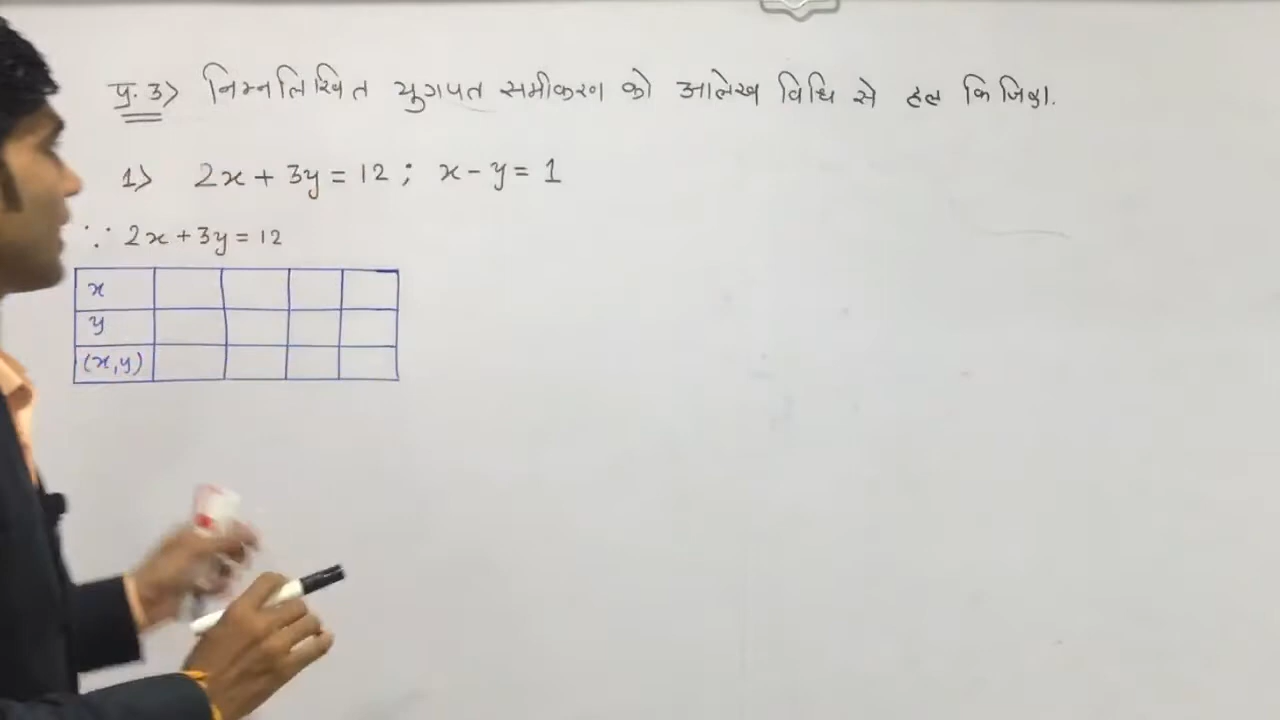 प्र. 3> निम्नलिखित युगपत समीकरण को आलेख विधि से हल किजिए.
1> 2x + 3y = 12 ; x - y = 1
∵ 2x + 3y = 12
x
y
(x,y)